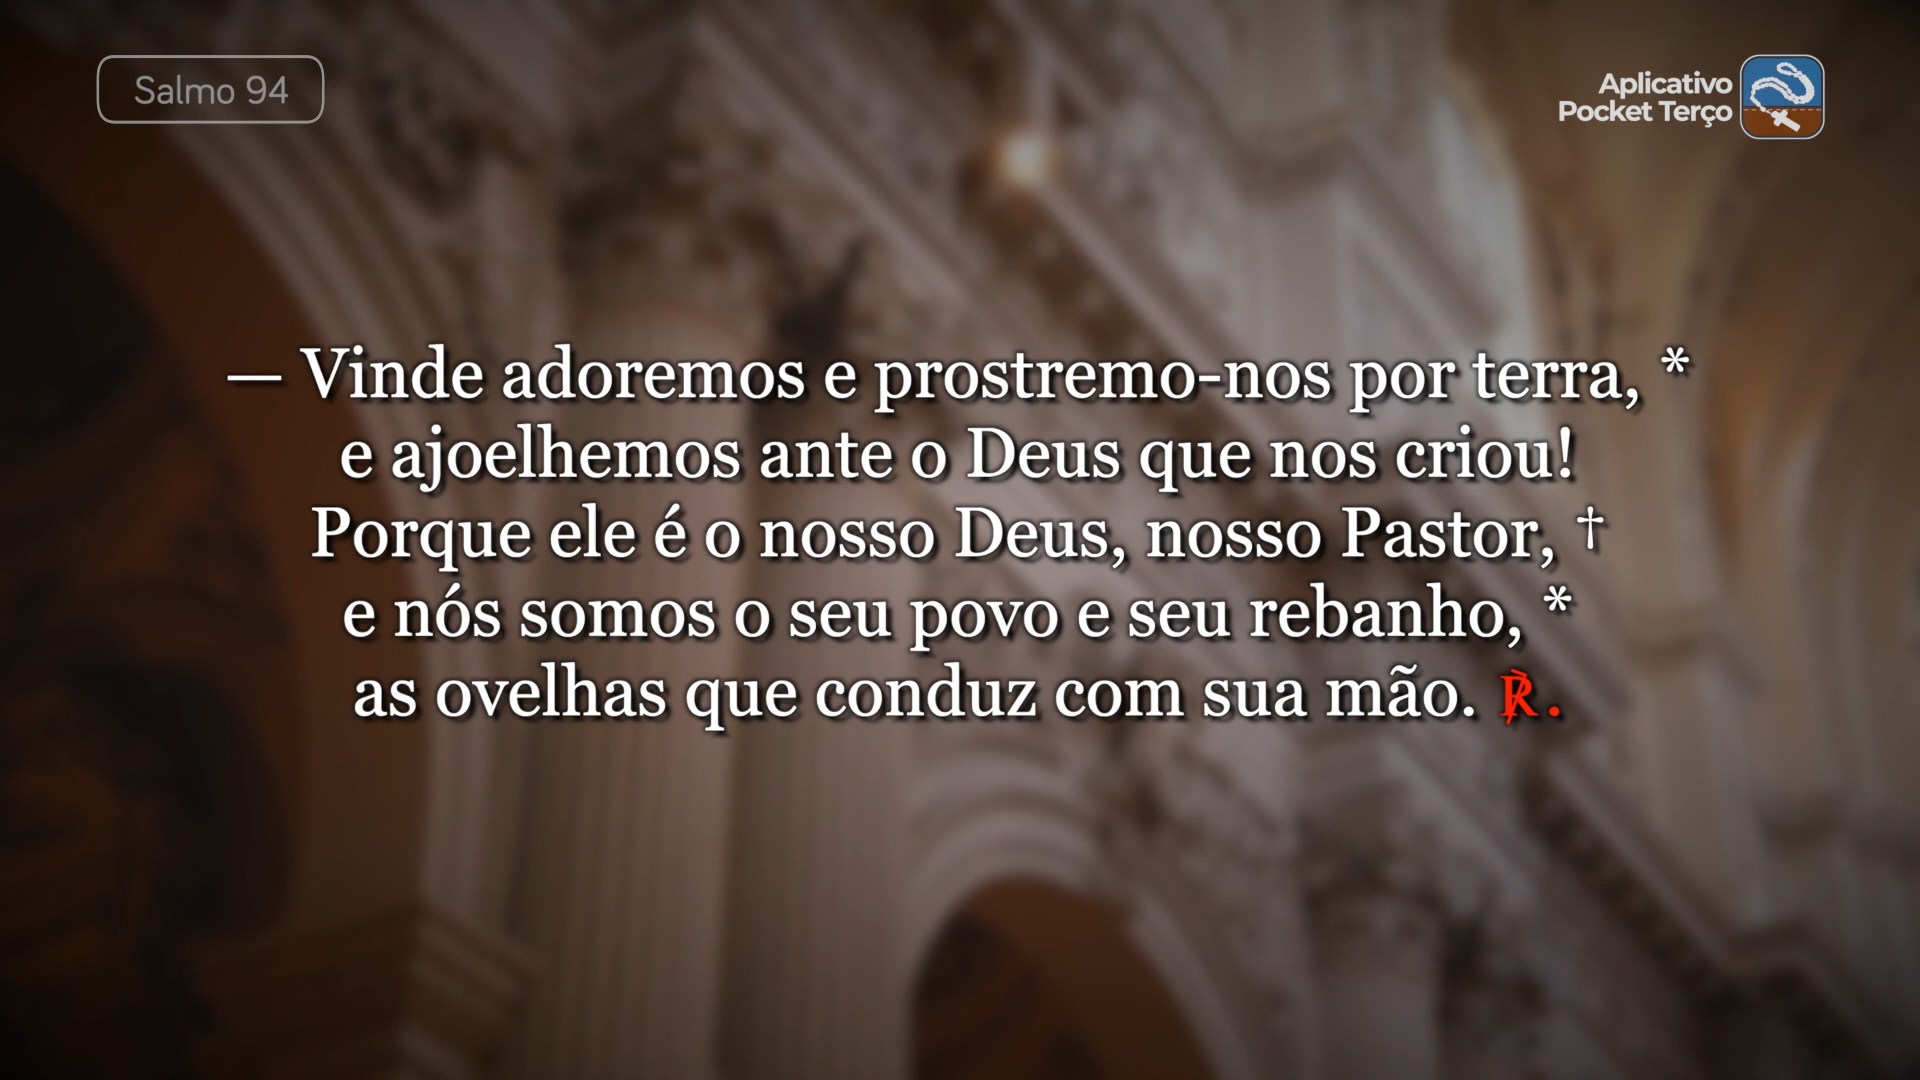 Salmo 94
Aplicativo
Pocket Terço
— Vinde adoremos e prostremo-nos por terra, *
e ajoelhemos ante o Deus que nos criou!
Porque ele é o nosso Deus, nosso Pastor, †
e nós somos o seu povo e seu rebanho, *
as ovelhas que conduz com sua mão. ℟.